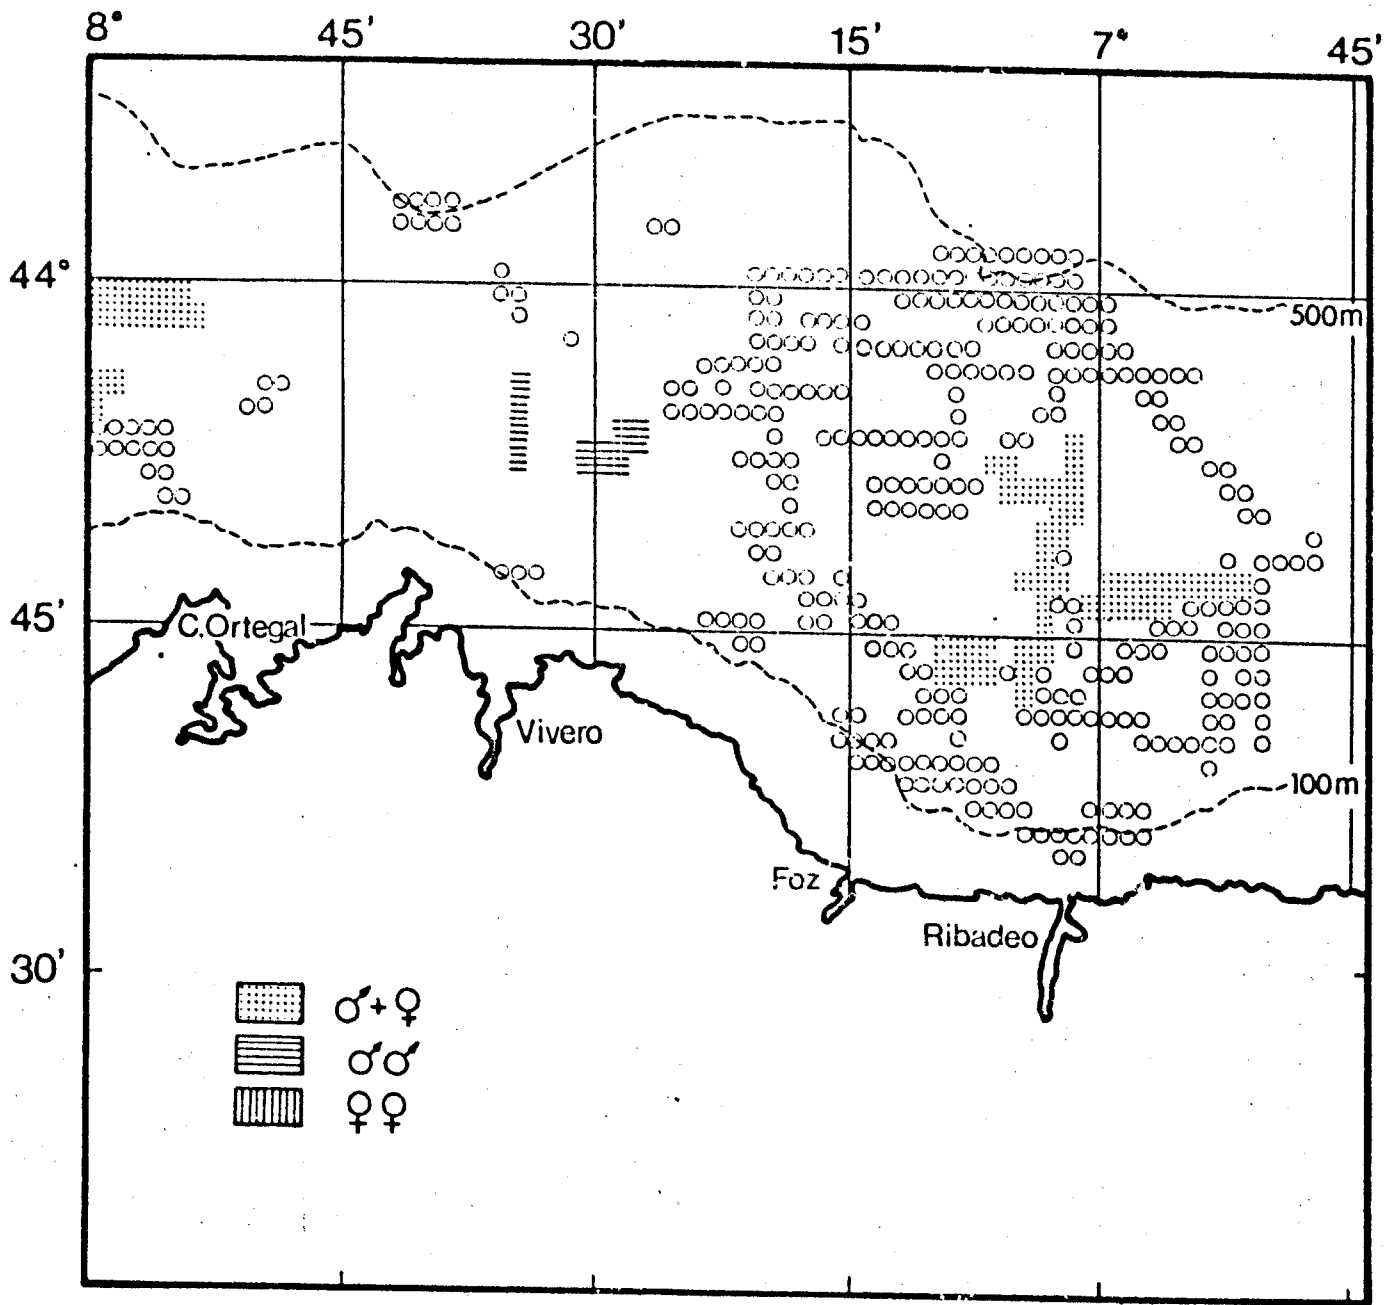 8° 45' 30' 15' 7° 45'
44°
500m
45'
C.Ortegal
Vivero
100m
Foz
Ribadeo
30'
♂+♀
♂♂
♀♀